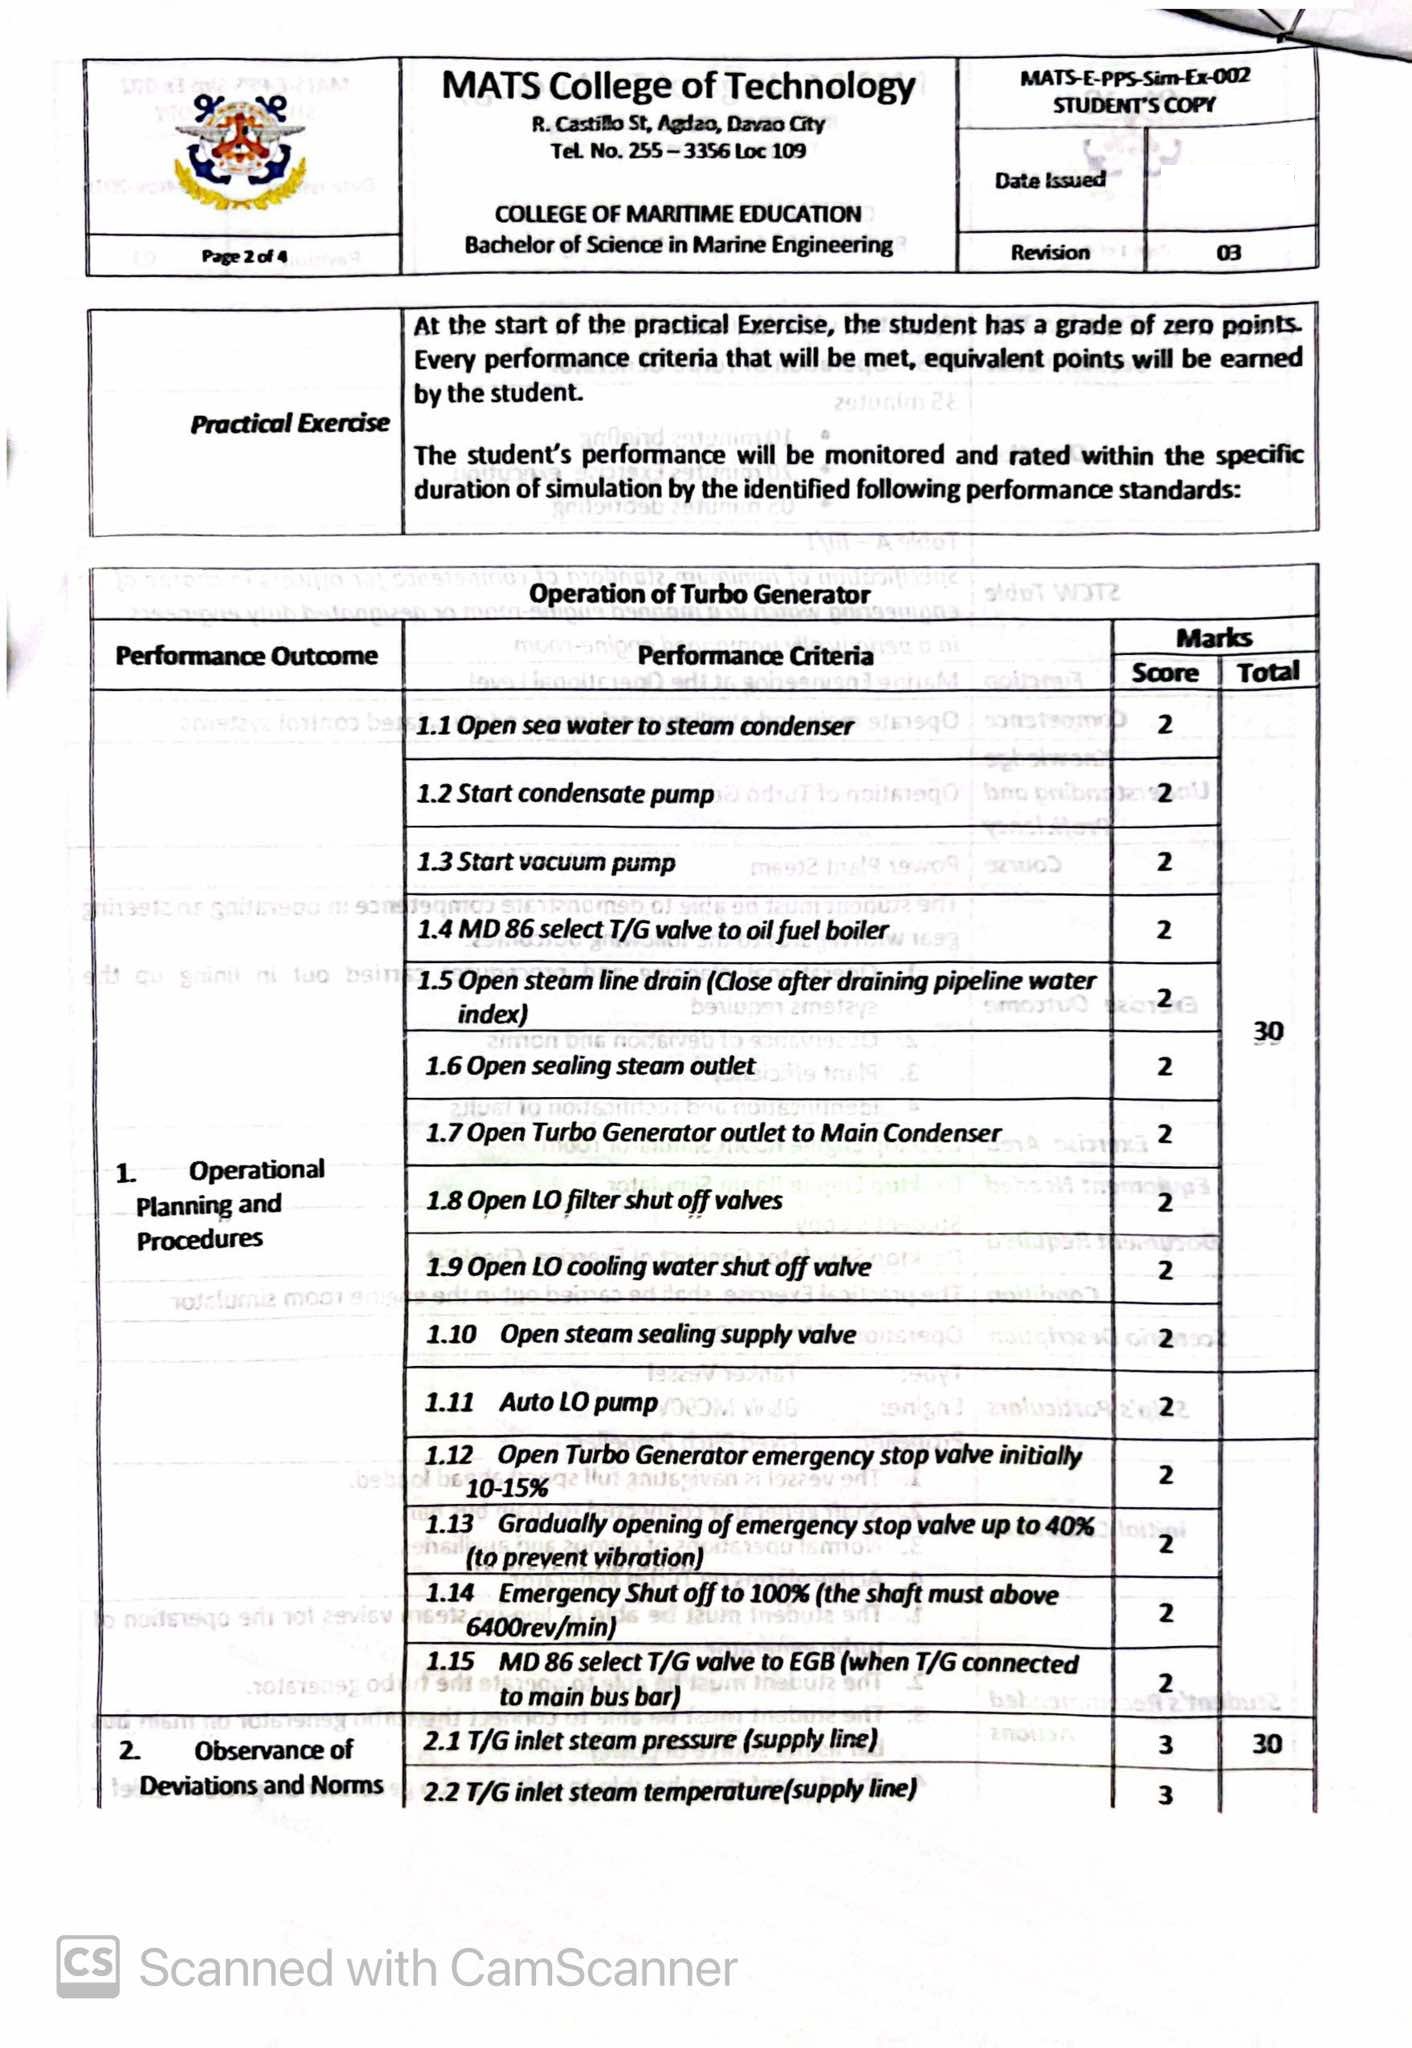 MATS College of Technology
R. Castillo St, Agdao, Davao City
Tel. No. 255 – 3356 Loc 109
COLLEGE OF MARITIME EDUCATION
Bachelor of Science in Marine Engineering
Page 2 of 4
MATS-E-PPS-Sim-Ex-002
STUDENT'S COPY
Date Issued
Revision 03
Practical Exercise
At the start of the practical Exercise, the student has a grade of zero points.
Every performance criteria that will be met, equivalent points will be earned
by the student.
The student's performance will be monitored and rated within the specific
duration of simulation by the identified following performance standards:
Operation of Turbo Generator
Performance Outcome Performance Criteria Marks
Score Total
1. Operational
Planning and
Procedures
1.1 Open sea water to steam condenser 2
1.2 Start condensate pump 2
1.3 Start vacuum pump 2
1.4 MD 86 select T/G valve to oil fuel boiler 2
1.5 Open steam line drain (Close after draining pipeline water
index) 2
30
1.6 Open sealing steam outlet 2
1.7 Open Turbo Generator outlet to Main Condenser 2
1.8 Open LO filter shut off valves 2
1.9 Open LO cooling water shut off valve 2
1.10 Open steam sealing supply valve 2
1.11 Auto LO pump 2
1.12 Open Turbo Generator emergency stop valve initially
10-15% 2
1.13 Gradually opening of emergency stop valve up to 40%
(to prevent vibration) 2
1.14 Emergency Shut off to 100% (the shaft must above
6400rev/min) 2
1.15 MD 86 select T/G valve to EGB (when T/G connected
to main bus bar) 2
2. Observance of
Deviations and Norms
2.1 T/G inlet steam pressure (supply line) 3 30
2.2 T/G inlet steam temperature(supply line) 3
CS Scanned with CamScanner